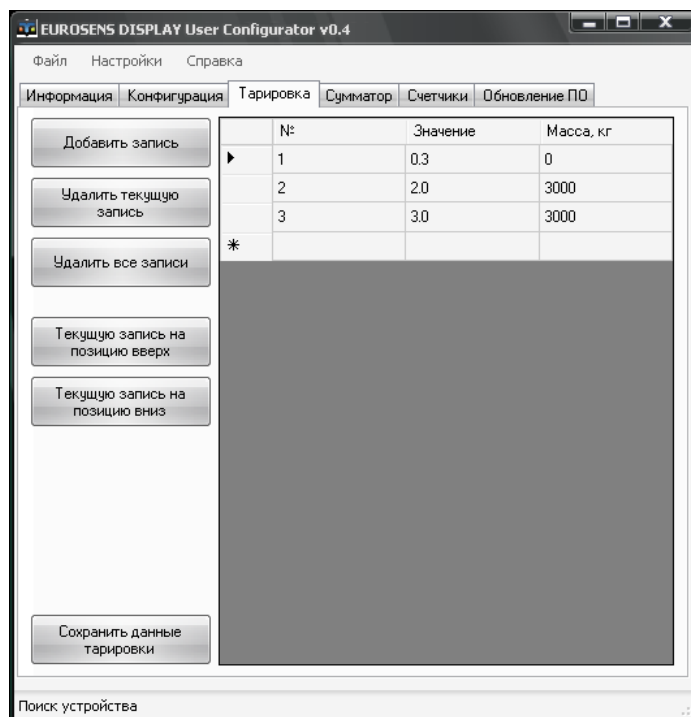 EUROSENS DISPLAY User Configurator v0.4
Файл Настройки Справка
Информация Конфигурация Тарировка Сумматор Счетчики Обновление ПО
Добавить запись
Удалить текущую
запись
Удалить все записи
Текущую запись на
позицию вверх
Текущую запись на
позицию вниз
Сохранить данные
тарировки
№ Значение Масса, кг
1 0.3 0
2 2.0 3000
3 3.0 3000
Поиск устройства